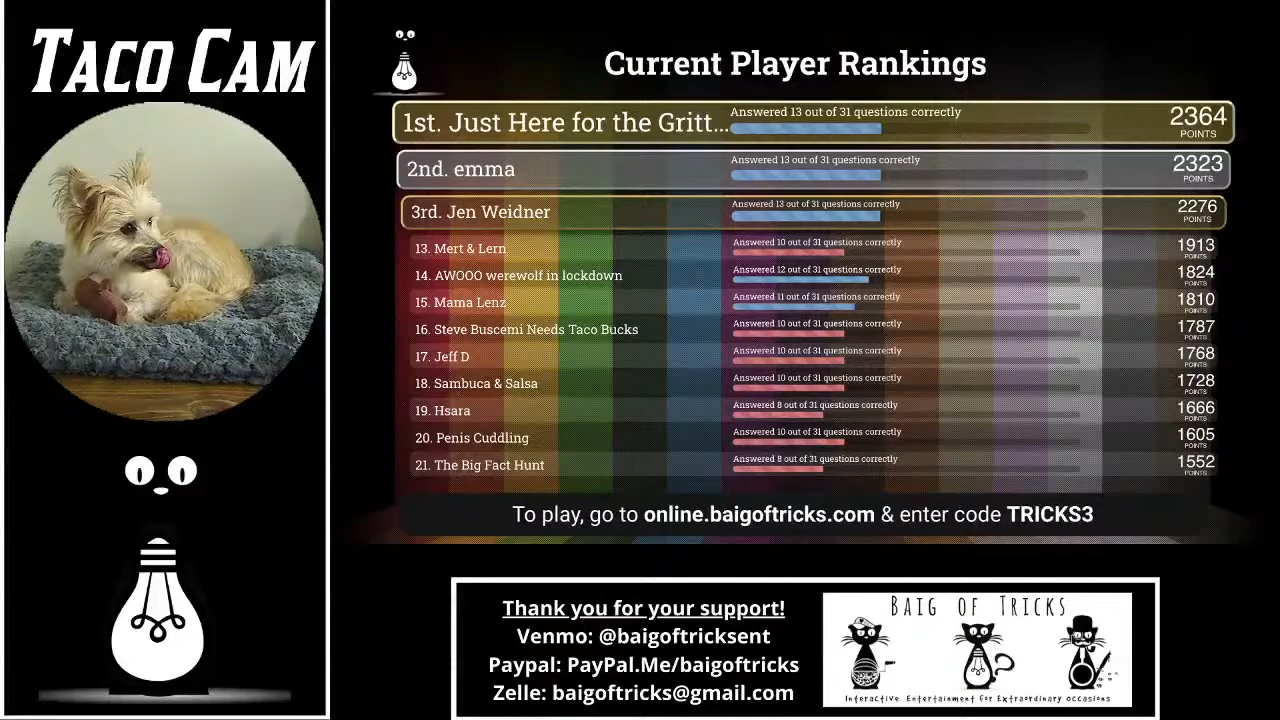 TACO CAM
Current Player Rankings
1st. Just Here for the Gritt...
Answered 13 out of 31 questions correctly
2364
POINTS
2nd. emma
Answered 13 out of 31 questions correctly
2323
POINTS
3rd. Jen Weidner
Answered 13 out of 31 questions correctly
2276
POINTS
13. Mert & Lern
Answered 10 out of 31 questions correctly
1913
POINTS
14. AWOOO werewolf in lockdown
Answered 12 out of 31 questions correctly
1824
POINTS
15. Mama Lenz
Answered 11 out of 31 questions correctly
1810
POINTS
16. Steve Buscemi Needs Taco Bucks
Answered 10 out of 31 questions correctly
1787
POINTS
17. Jeff D
Answered 10 out of 31 questions correctly
1768
POINTS
18. Sambuca & Salsa
Answered 10 out of 31 questions correctly
1728
POINTS
19. Hsara
Answered 8 out of 31 questions correctly
1666
POINTS
20. Penis Cuddling
Answered 10 out of 31 questions correctly
1605
POINTS
21. The Big Fact Hunt
Answered 8 out of 31 questions correctly
1552
POINTS
To play, go to online.baigoftricks.com & enter code TRICKS3
Thank you for your support!
Venmo: @baigoftricksent
Paypal: PayPal.Me/baigoftricks
Zelle: baigoftricks@gmail.com
BAIG OF TRICKS
Interactive Entertainment for Extraordinary occasions